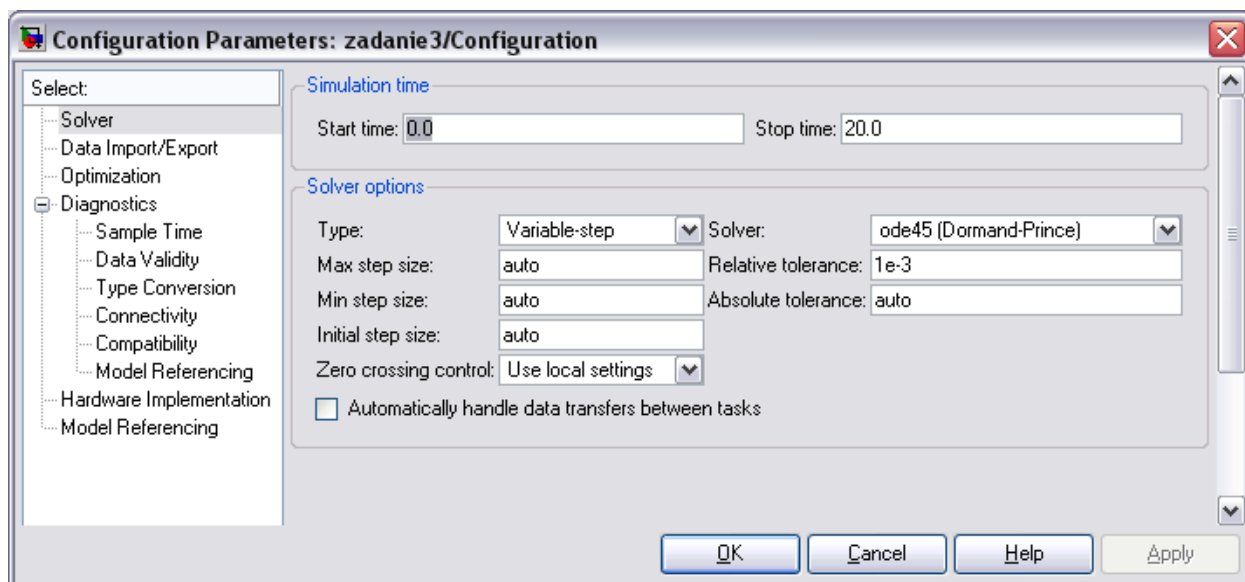 Configuration Parameters: zadanie3/Configuration
Select:
Solver
Data Import/Export
Optimization
Diagnostics
Sample Time
Data Validity
Type Conversion
Connectivity
Compatibility
Model Referencing
Hardware Implementation
Model Referencing
Simulation time
Start time: 0.0 Stop time: 20.0
Solver options
Type: Variable-step Solver: ode45 (Dormand-Prince)
Max step size: auto Relative tolerance: 1e-3
Min step size: auto Absolute tolerance: auto
Initial step size: auto
Zero crossing control: Use local settings
Automatically handle data transfers between tasks
OK Cancel Help Apply